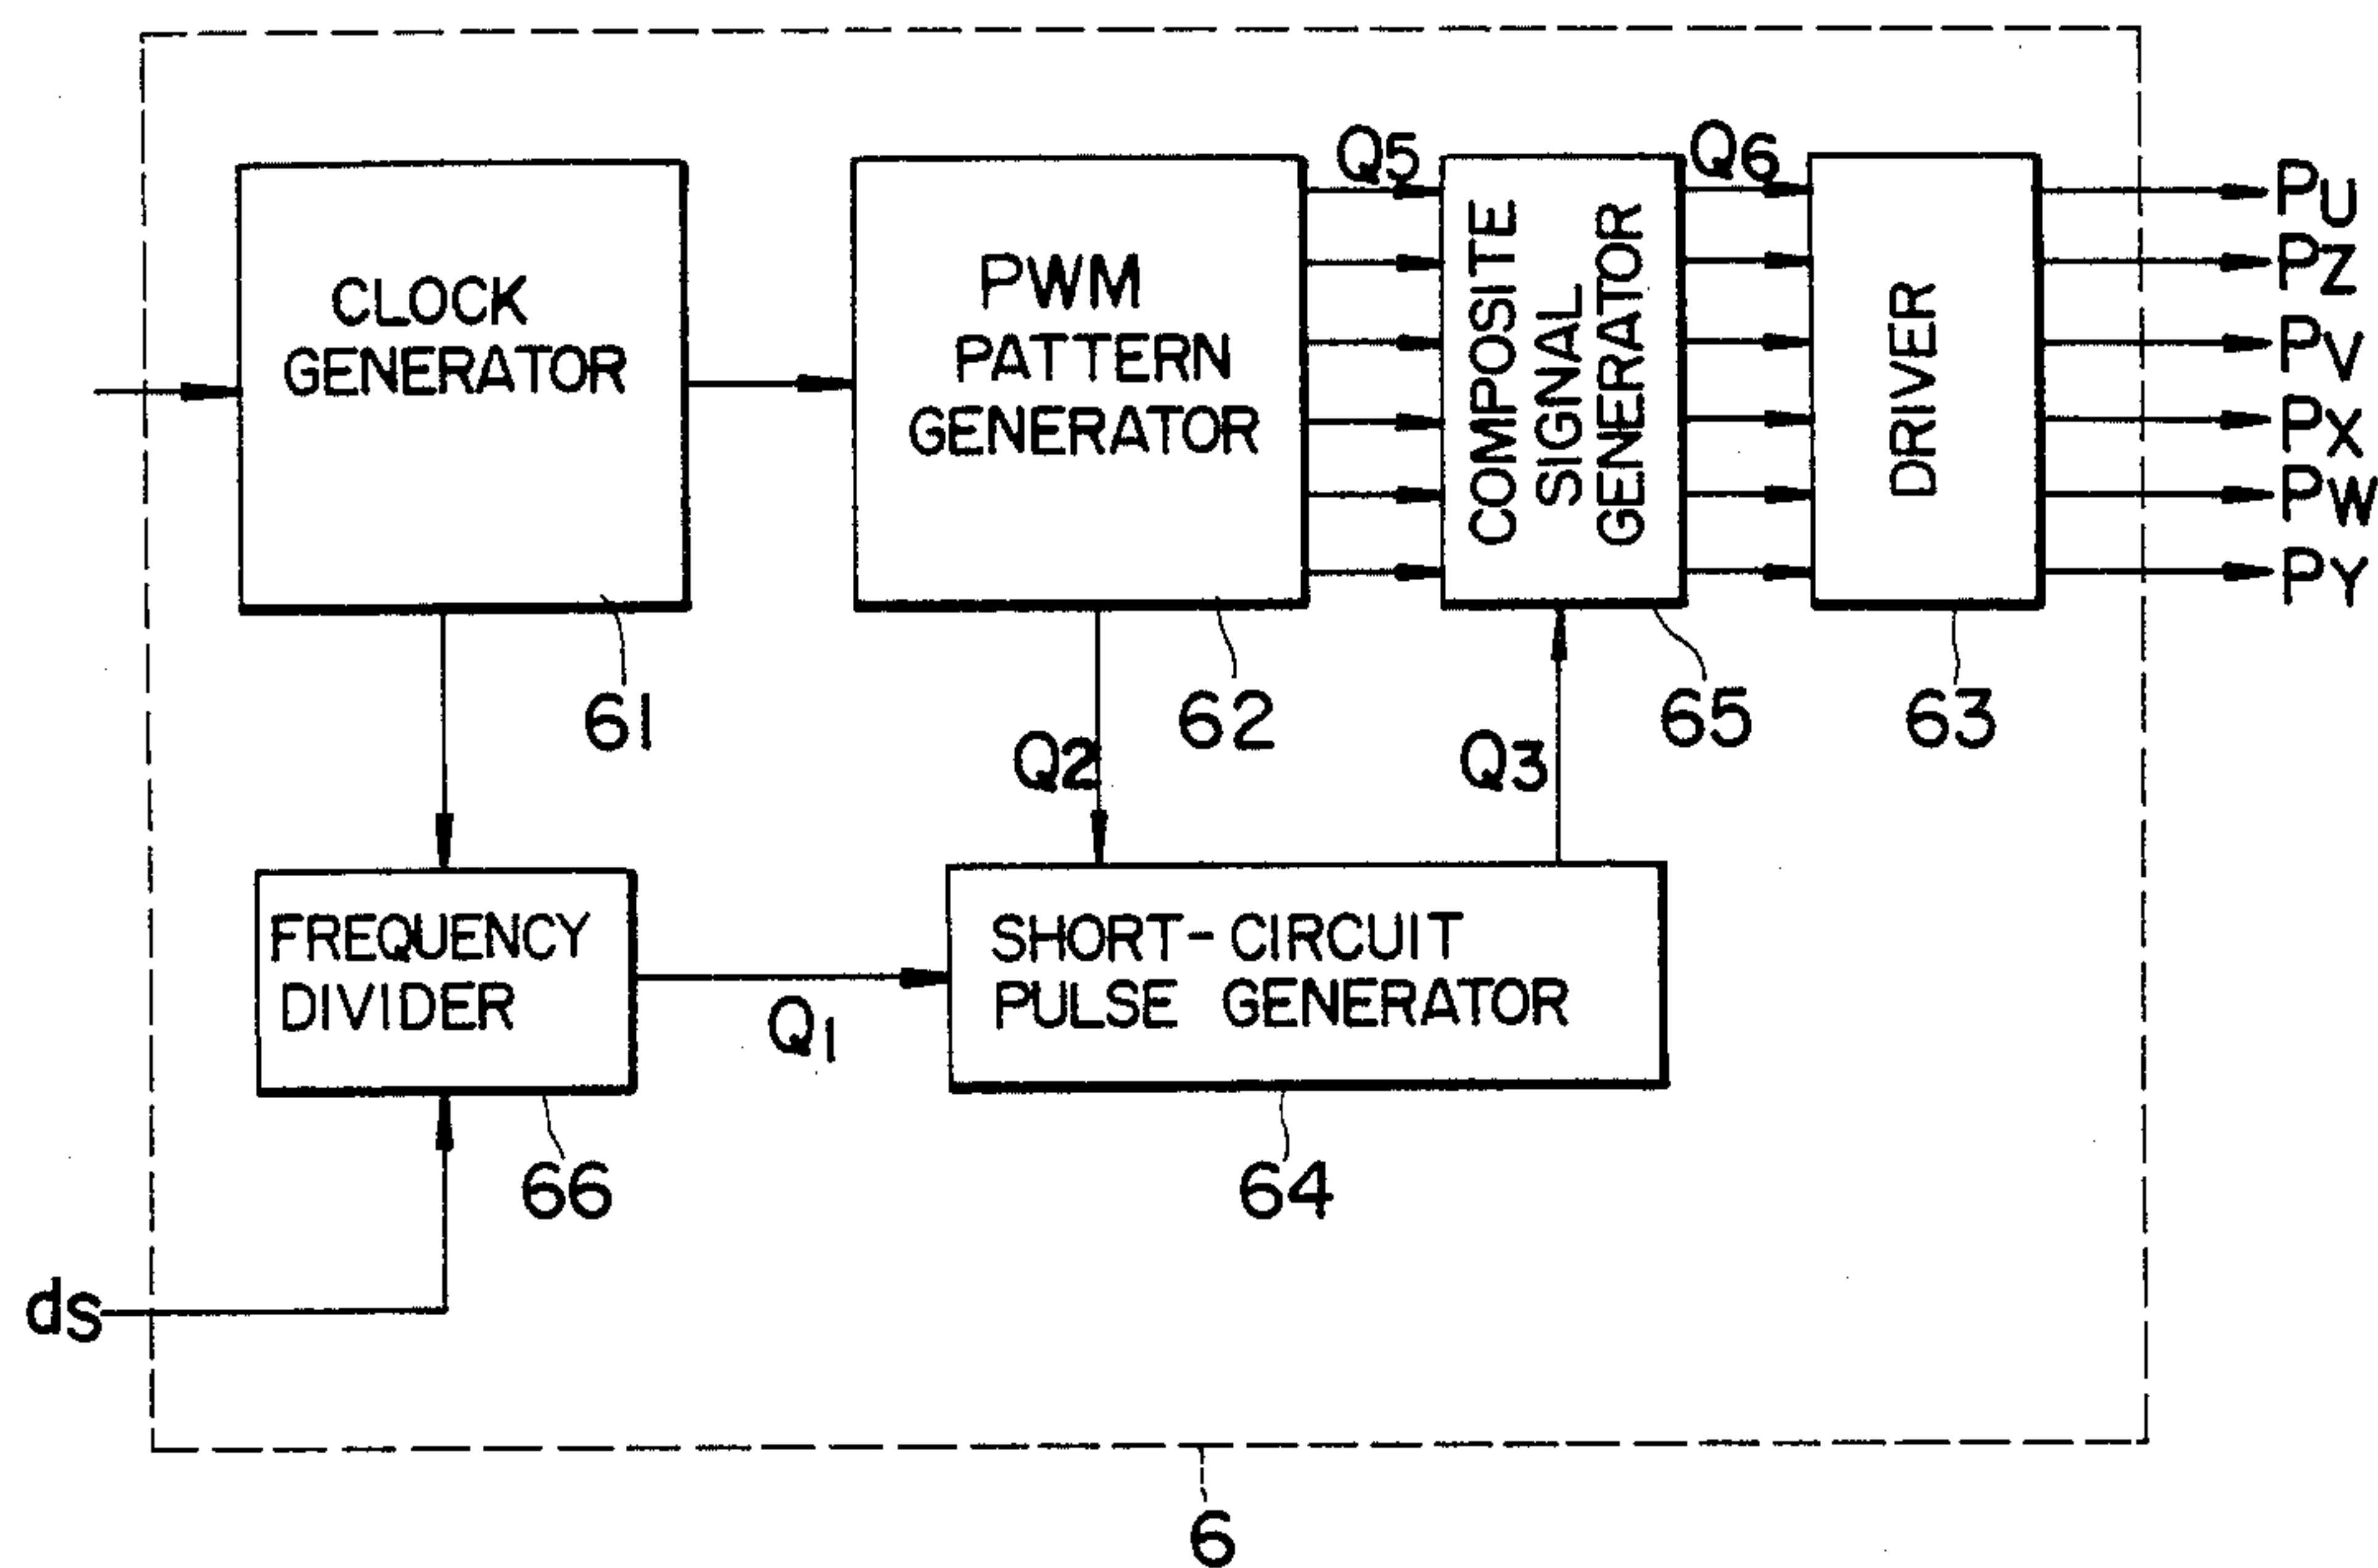 CLOCK
GENERATOR
61
PWM
PATTERN
GENERATOR
62
Q5
COMPOSITE
SIGNAL
GENERATOR
65
Q6
DRIVER
63
PU
PZ
PV
PX
PW
PY
Q2
Q3
FREQUENCY
DIVIDER
66
Q1
SHORT-CIRCUIT
PULSE GENERATOR
64
ds
6